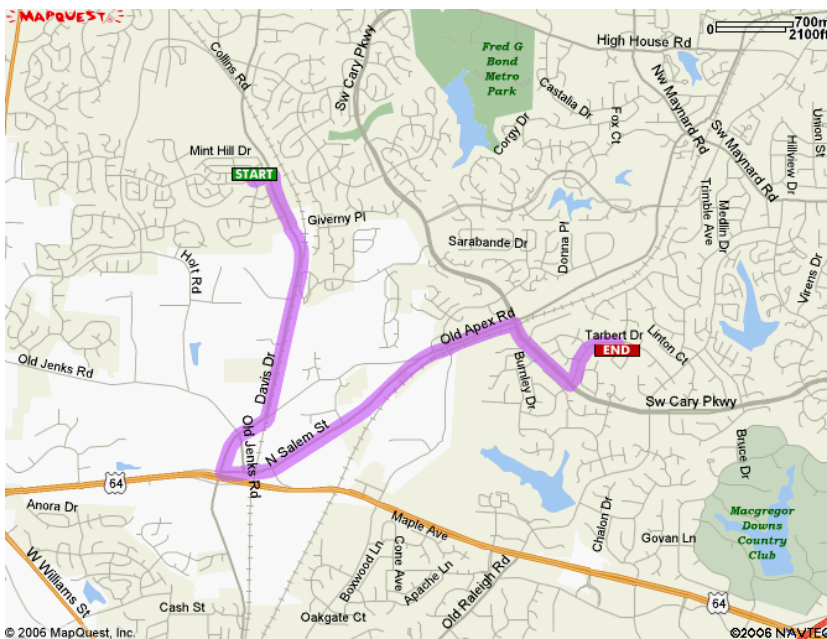 MAPQUEST
0 700m
2100ft
High House Rd
Collins Rd
Sw Cary Pkwy
Fred G
Bond
Metro
Park
Nw Maynard Rd
Castalia Dr
Fox Ct
Corgy Dr
Sw Maynard Rd
Union St
Hillview Dr
Mint Hill Dr
START
Giverny Pl
Trimble Ave
Medlin Dr
Sarabande Dr
Donna Pl
Virens Dr
Holt Rd
Old Apex Rd
Tarbert Dr
END
Linton Ct
Old Jenks Rd
Davis Dr
Burnley Dr
Sw Cary Pkwy
Old Jenks Rd
N Salem St
Bruce Dr
64
Anora Dr
Maple Ave
Chalon Dr
Govan Ln
Macgregor
Downs
Country
Club
W Williams St
Boxwood Ln
Cone Ave
Apache Ln
Old Raleigh Rd
Cash St
Oakgate Ct
64
© 2006 MapQuest, Inc.
©2006 NAVTEQ